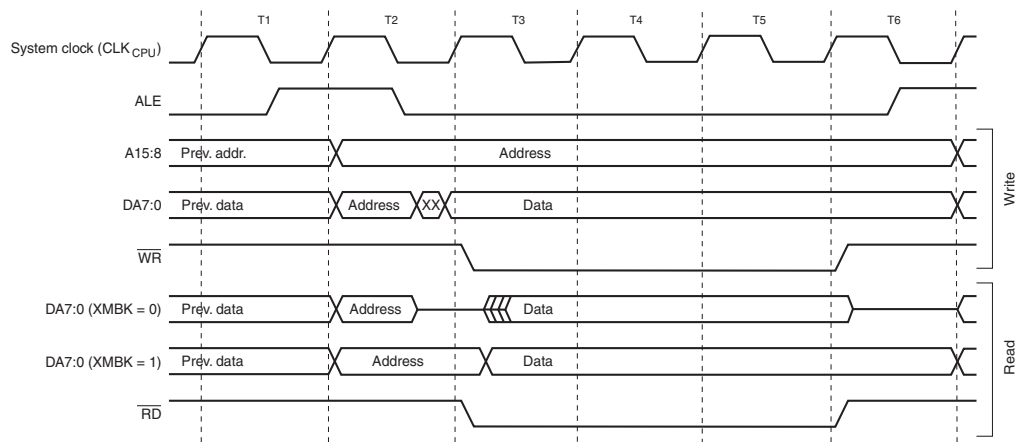 T1 T2 T3 T4 T5 T6
System clock (CLK CPU)
ALE
A15:8 Prev. addr. Address
DA7:0 Prev. data Address XX Data
WR
Write
DA7:0 (XMBK = 0) Prev. data Address Data
DA7:0 (XMBK = 1) Prev. data Address Data
RD
Read